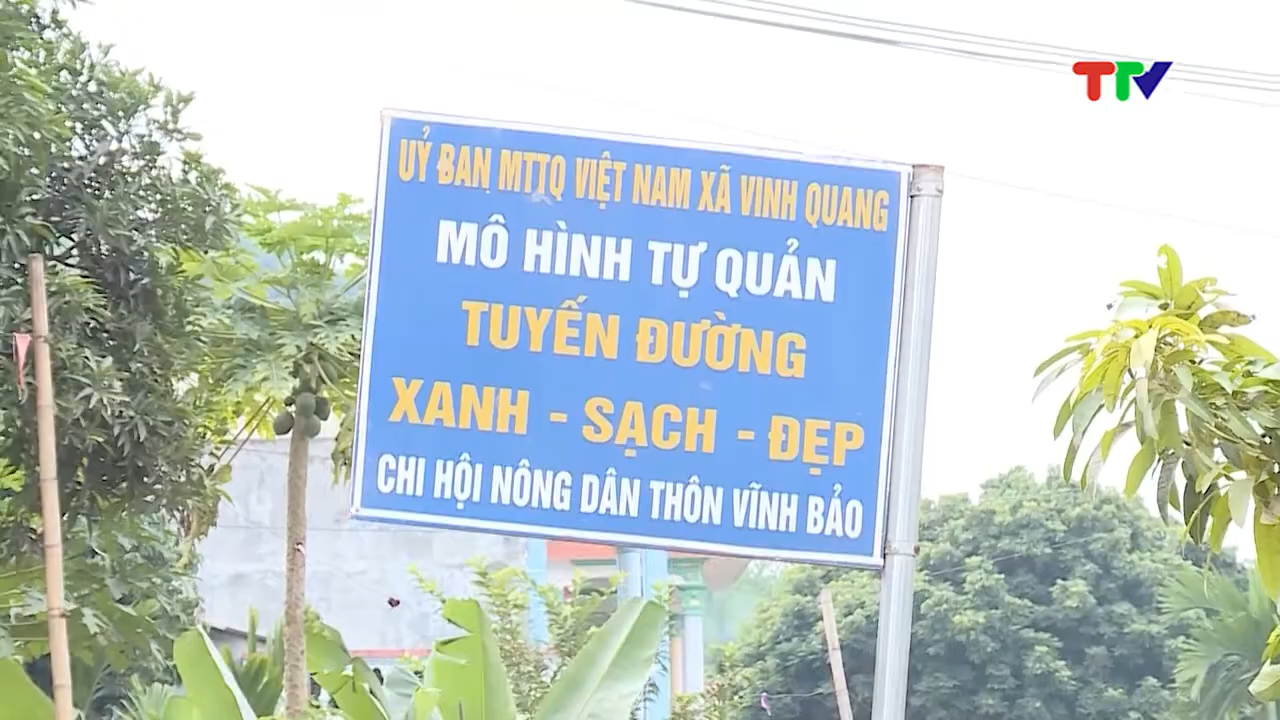 TTV
UỶ BAN MTTQ VIỆT NAM XÃ VINH QUANG
MÔ HÌNH TỰ QUẢN
TUYẾN ĐƯỜNG
XANH - SẠCH - ĐẸP
CHI HỘI NÔNG DÂN THÔN VĨNH BẢO